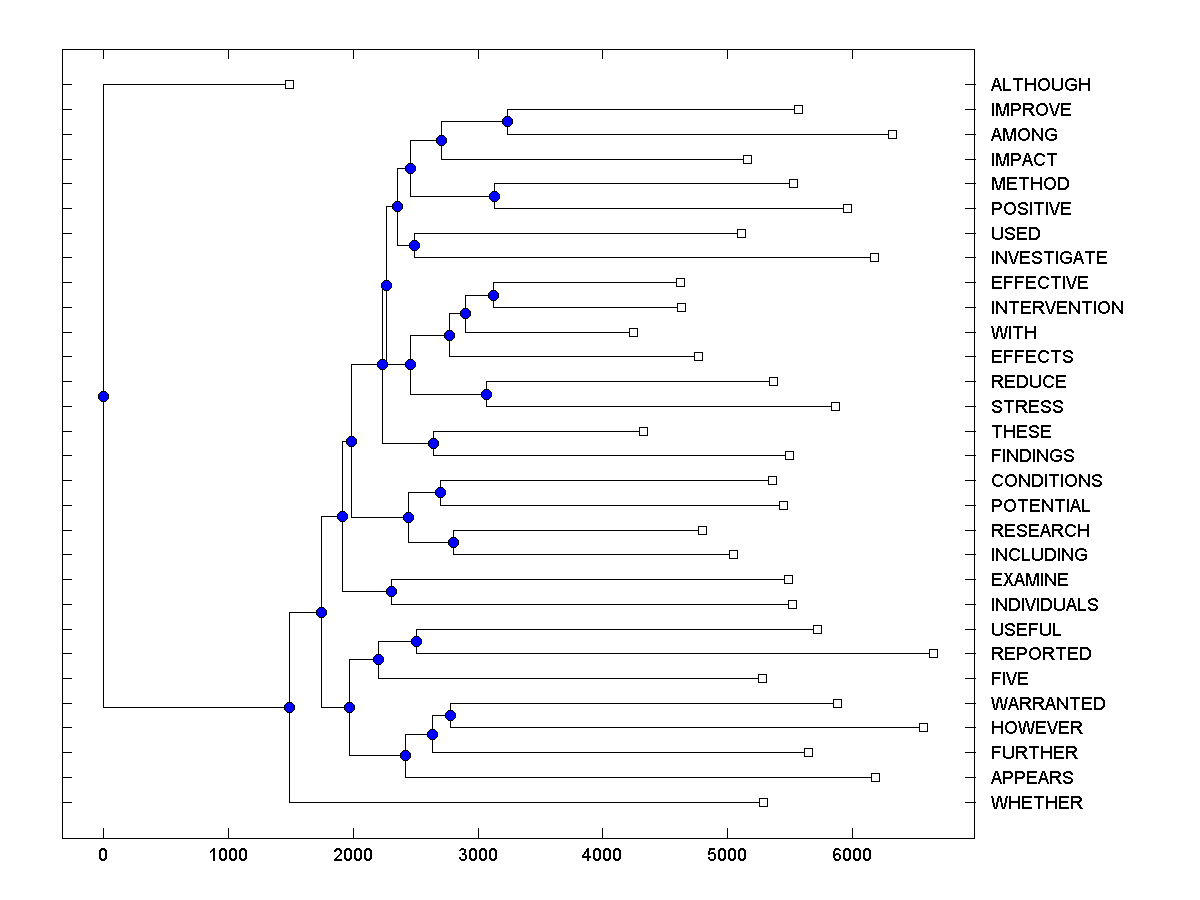 ALTHOUGH
IMPROVE
AMONG
IMPACT
METHOD
POSITIVE
USED
INVESTIGATE
EFFECTIVE
INTERVENTION
WITH
EFFECTS
REDUCE
STRESS
THESE
FINDINGS
CONDITIONS
POTENTIAL
RESEARCH
INCLUDING
EXAMINE
INDIVIDUALS
USEFUL
REPORTED
FIVE
WARRANTED
HOWEVER
FURTHER
APPEARS
WHETHER
0 1000 2000 3000 4000 5000 6000